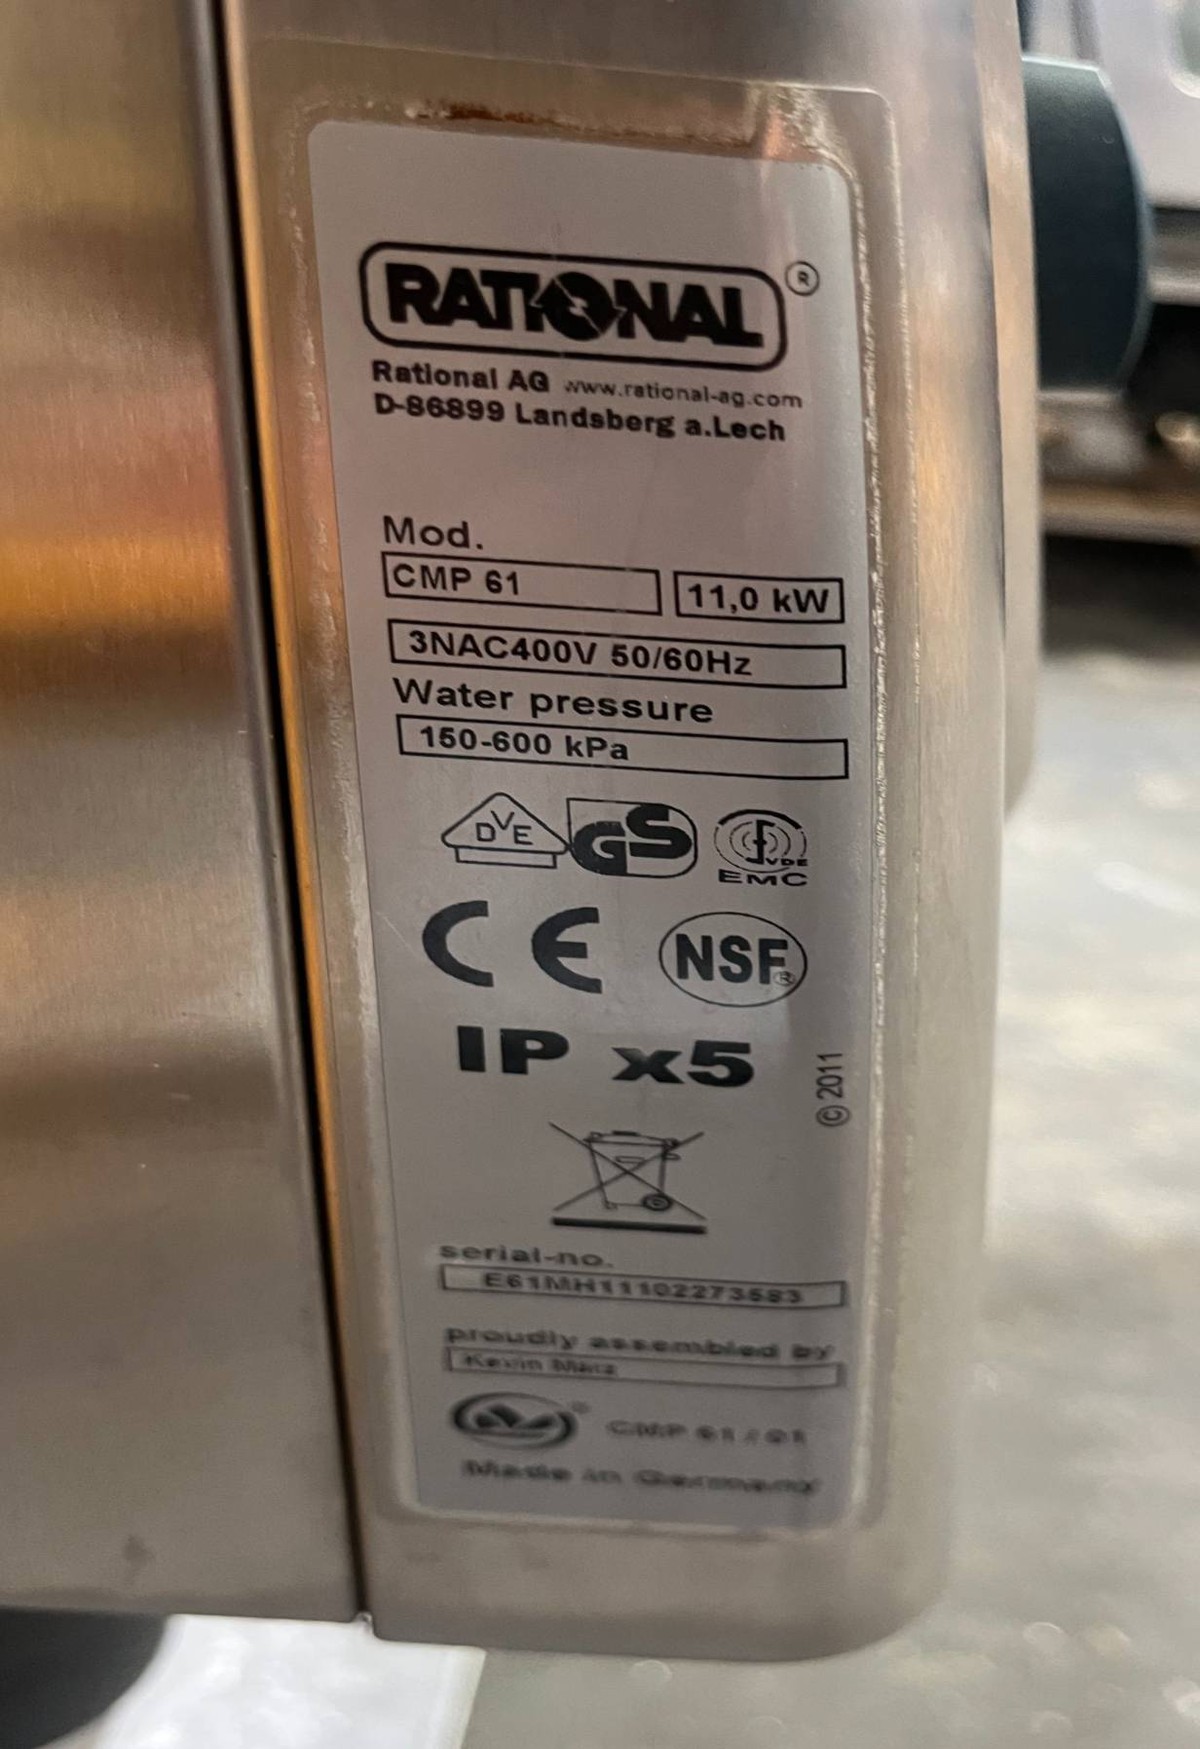 RATIONAL ®
Rational AG www.rational-ag.com
D-86899 Landsberg a.Lech
Mod.
CMP 61 11,0 kW
3NAC400V 50/60Hz
Water pressure
150-600 kPa
DVE GS VDE
EMC
CE NSF®
IP x5
© 2011
serial-no.
E61MH11102273583
proudly assembled by
Kevin
® CMP 61 / 01
Made in Germany